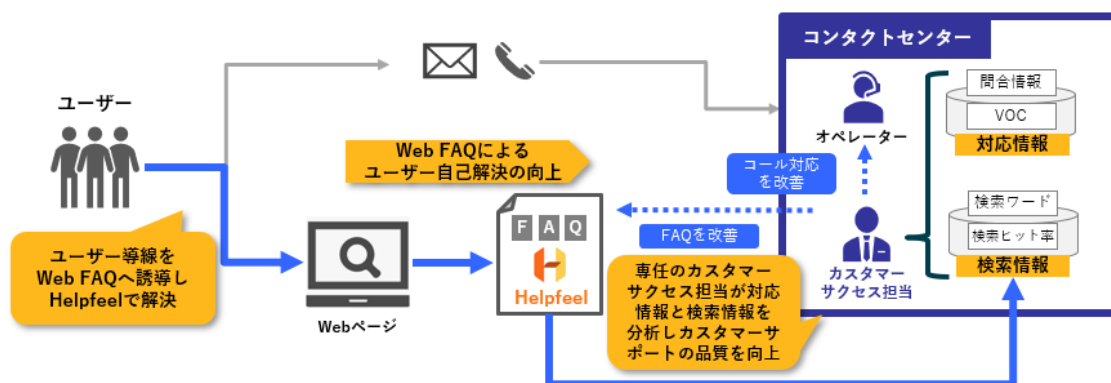 コンタクトセンター
ユーザー
問合情報
VOC
対応情報
オペレーター
Web FAQによる
ユーザー自己解決の向上
コール対応
を改善
検索ワード
検索ヒット率
検索情報
FAQ
Helpfeel
FAQを改善
カスタマー
サクセス担当
ユーザー導線を
Web FAQへ誘導し
Helpfeelで解決
Webページ
専任のカスタマー
サクセス担当が対応
情報と検索情報を
分析しカスタマーサ
ポートの品質を向上